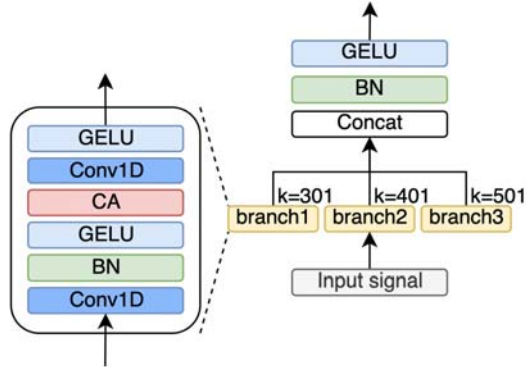 GELU
Conv1D
CA
GELU
BN
Conv1D
GELU
BN
Concat
k=301 k=401 k=501
branch1 branch2 branch3
Input signal